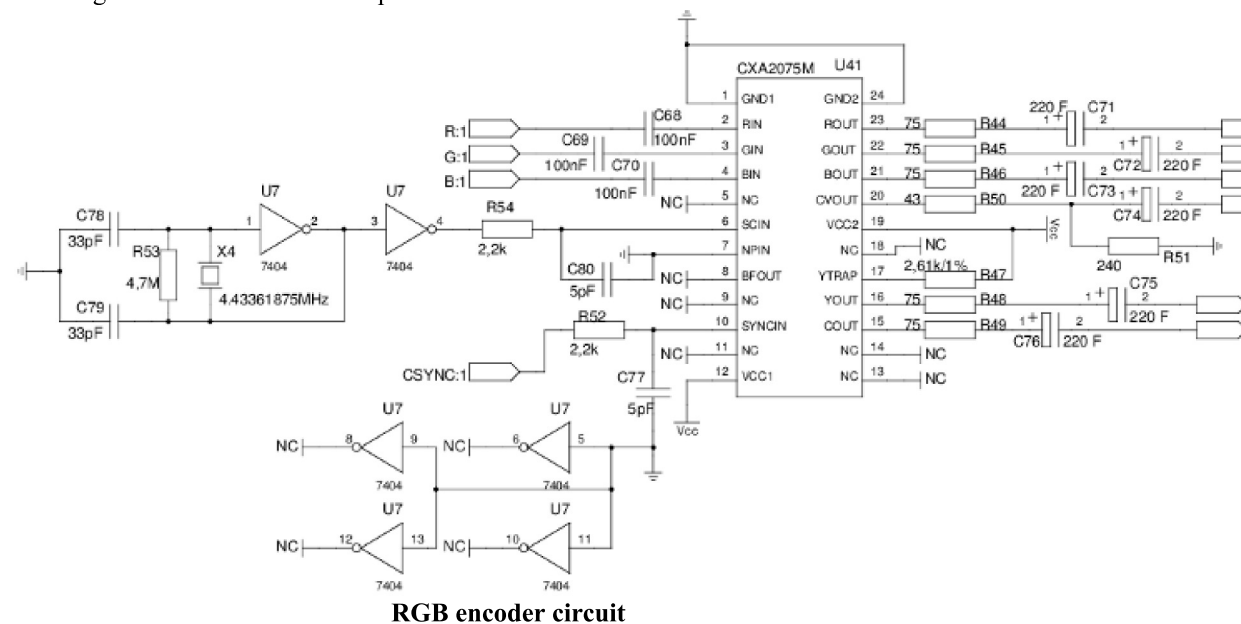 CXA2075M U41
1 GND1 GND2 24
R:1 C68 100nF 2 RIN ROUT 23 75 R44 220 F 1 + 2 C71
G:1 C69 100nF 3 GIN GOUT 22 75 R45 1 + 2 C72 220 F
B:1 C70 100nF 4 BIN BOUT 21 75 R46 1 + 2 220 F C73
NC 5 NC CVOUT 20 43 R50 1 + 2 C74 220 F
C78 33pF U7 1 2 7404 U7 3 4 7404 R54 2,2k 6 SCIN VCC2 19 Vcc
R53 4,7M X4 4.43361875MHz
C80 5pF 7 NPIN NC 18 NC 240 R51
NC 8 BFOUT YTRAP 17 2,61k/1% R47
NC 9 NC YOUT 16 75 R48 1 + 2 C75 220 F
C79 33pF R52 2,2k 10 SYNCIN COUT 15 75 R49 1 + 2 C76 220 F
NC 11 NC NC 14 NC
CSYNC:1 C77 5pF 12 VCC1 NC 13 NC
Vcc
U7 U7
NC 8 9 NC 6 5
7404 7404
U7 U7
NC 12 13 NC 10 11
7404 7404
RGB encoder circuit